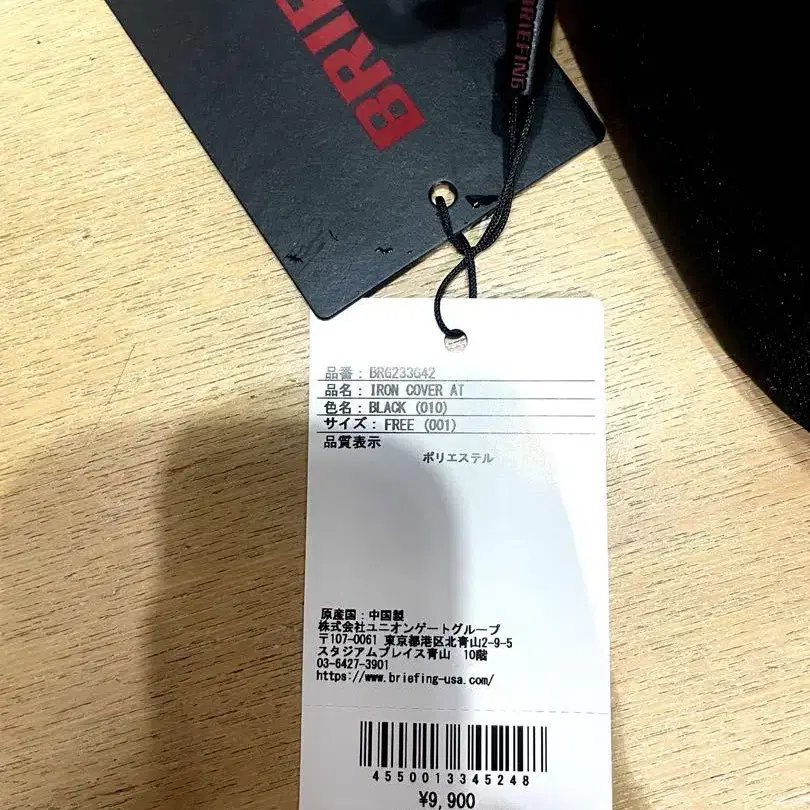 BRIEF
BRIEFING
品番：BRG233G42
品名：IRON COVER AT
色名：BLACK (010)
サイズ：FREE (001)
品質表示
ポリエステル
原産国：中国製
株式会社ユニオンゲートグループ
〒107-0061 東京都港区北青山2-9-5
スタジアムプレイス青山 10階
03-6427-3901
https://www.briefing-usa.com/
4550013345248
¥9,900